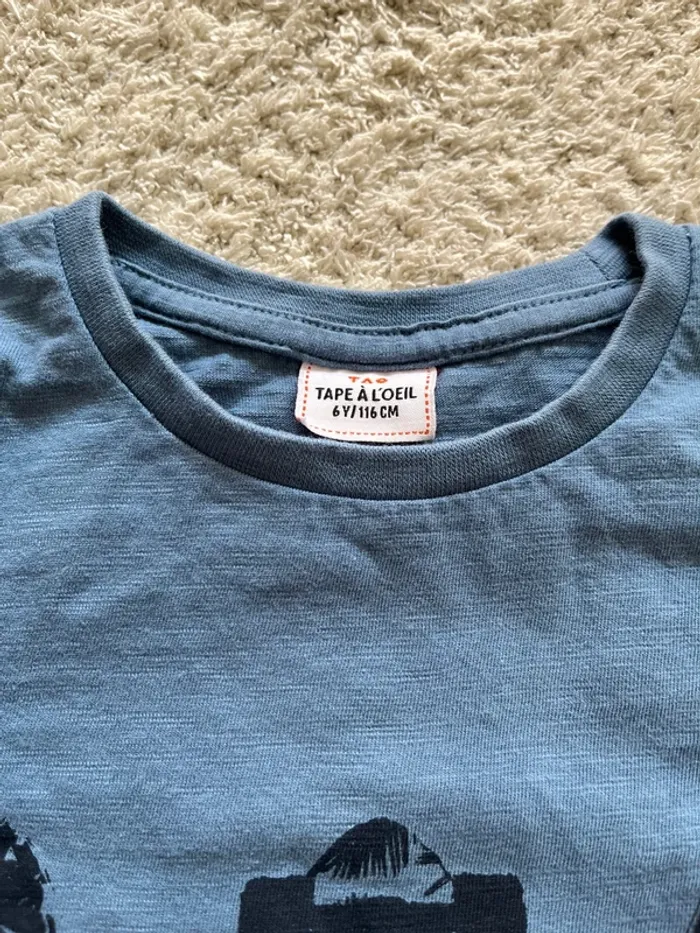 TAO
TAPE À L'OEIL
6 Y/116 CM